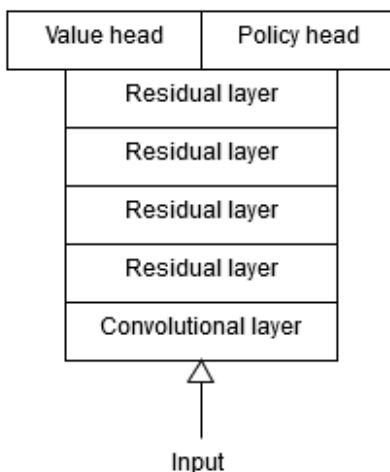 Value head
Policy head
Residual layer
Residual layer
Residual layer
Residual layer
Convolutional layer
Input